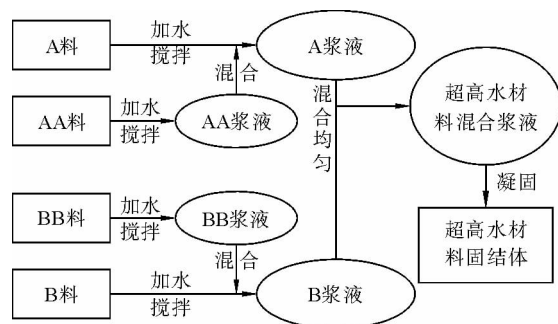 A料
加水
搅拌
A浆液
混合
AA料
加水
搅拌
AA浆液
混合均匀
超高水材
料混合浆液
凝固
BB料
加水
搅拌
BB浆液
混合
超高水材
料固结体
B料
加水
搅拌
B浆液